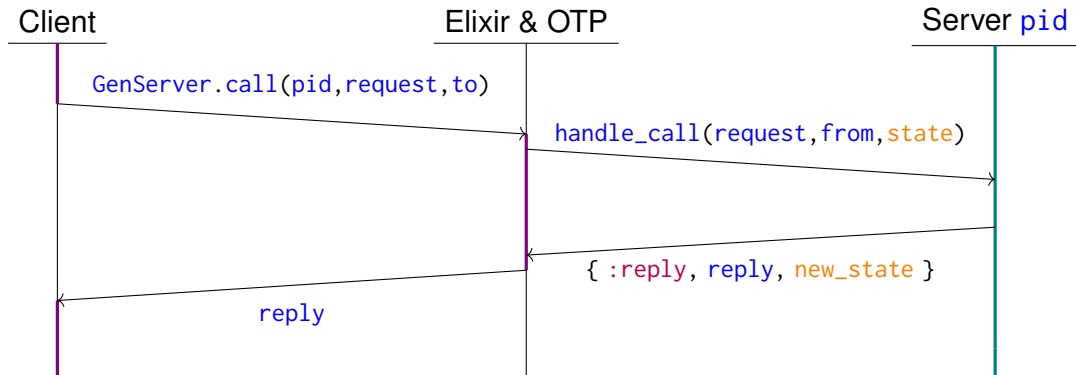 Client
Elixir & OTP
Server pid
GenServer.call(pid,request,to)
handle_call(request,from,state)
{ :reply, reply, new_state }
reply